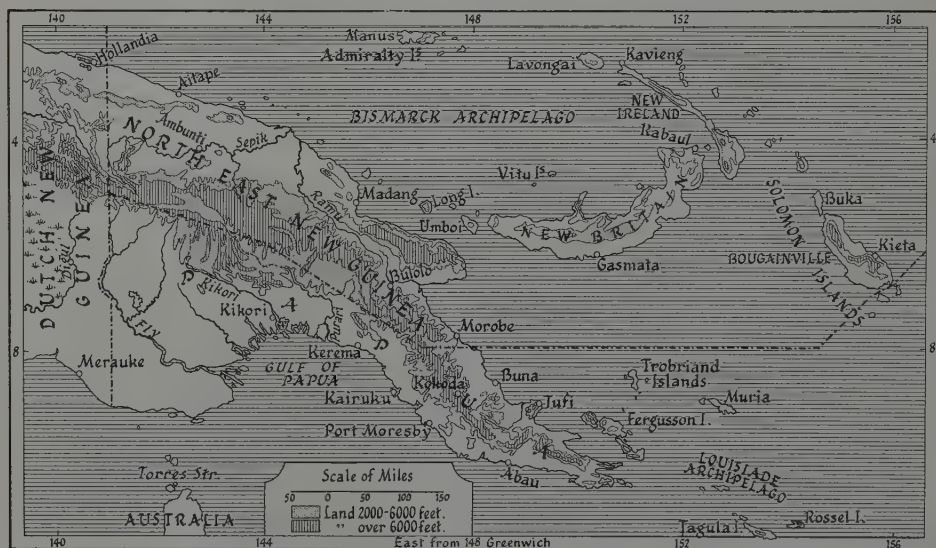 140
144
148
152
156
Hollandia
Manus
Admiralty Is.
Lavongai
Kavieng
Aitape
NEW
IRELAND
BISMARCK ARCHIPELAGO
Rabaul
4
4
Ambunti
Sepik
NORTH EAST NEW GUINEA
Vitu Is.
Ramu
Madang
Long I.
Umboi
NEW BRITAIN
Gasmata
SOLOMON
ISLANDS
Buka
Kieta
BOUGAINVILLE
DUTCH NEW
GUINEA
Digul
Bulolo
PAPUA
Kikori
Kikori
Purari
Fly
Morobe
8
8
Merauke
Kerema
GULF OF
PAPUA
Kokoda
Buna
Trobriand
Islands
Kairuku
Jufi
Muria
Fergusson I.
Port Moresby
LOUISIADE
ARCHIPELAGO
Abau
Torres Str.
AUSTRALIA
Tagula I.
Rossel I.
Scale of Miles
50 0 50 100 150
Land 2000-6000 feet.
" over 6000 feet.
140
144
East from 148 Greenwich
152
156